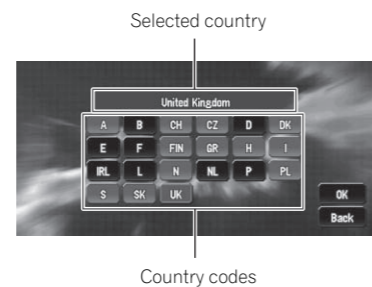 Selected country
United Kingdom
A B CH CZ D DK
E F FIN GR H I
IRL L N NL P PL
S SK UK
OK
Back
Country codes